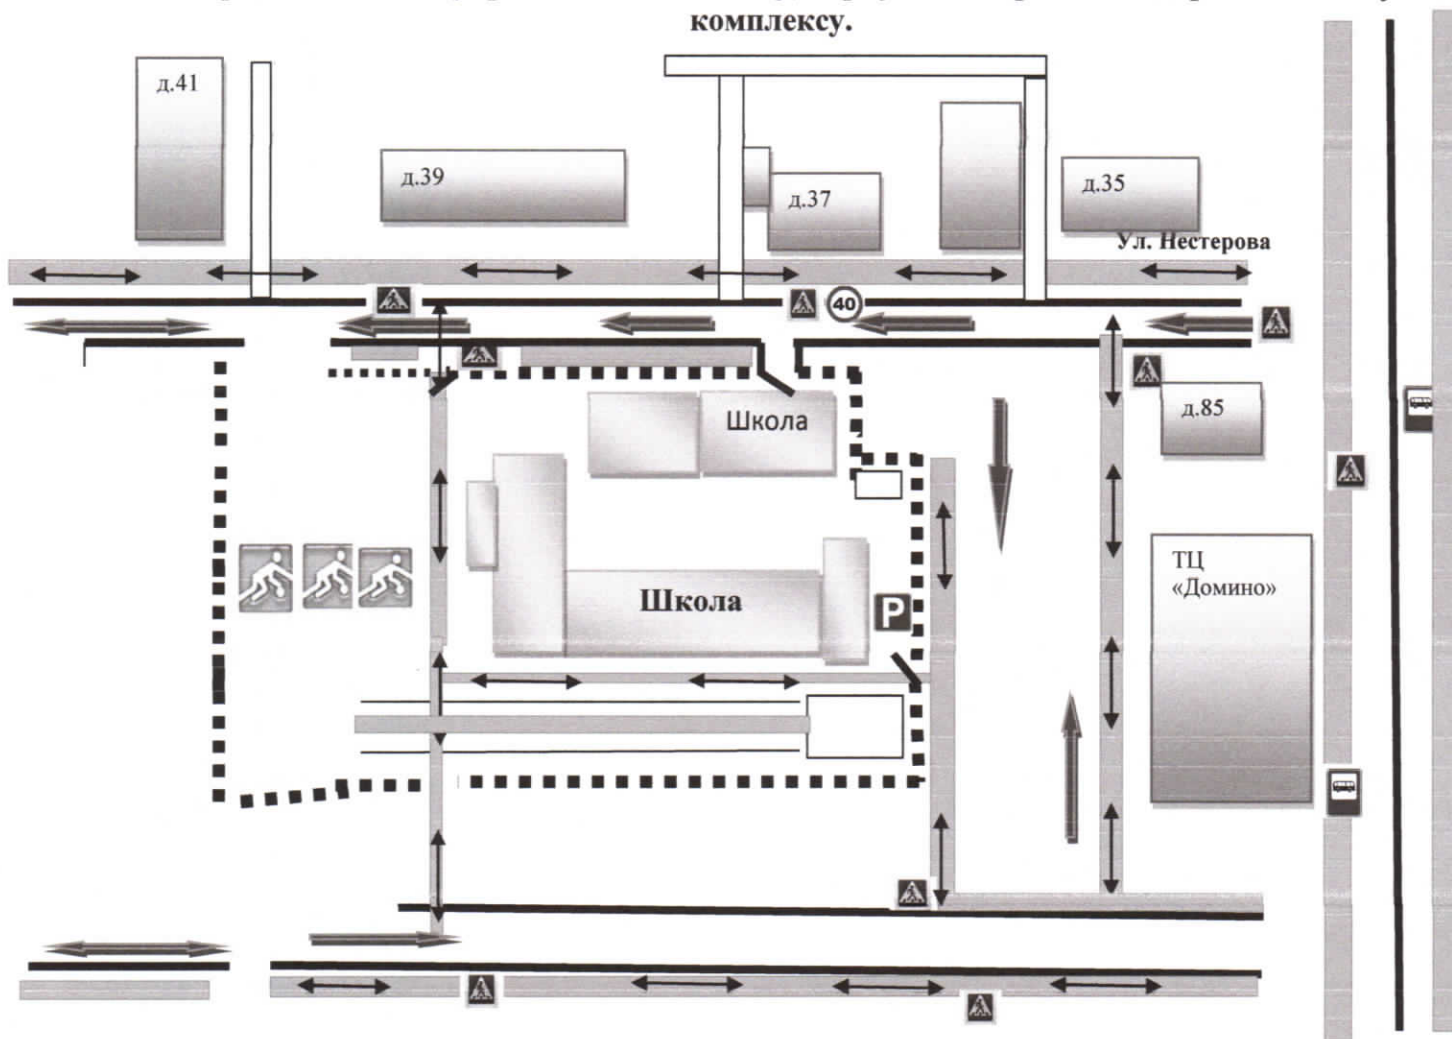 комплексу.
д.41
д.39
д.37
д.35
Ул. Нестерова
40
д.85
Школа
ТЦ
«Домино»
Школа
P